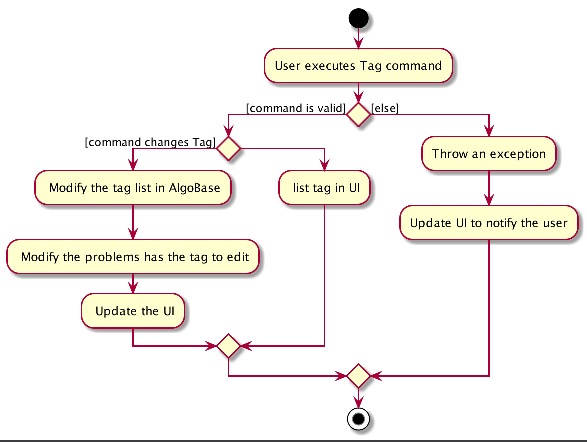 User executes Tag command
[command is valid]
[else]
[command changes Tag]
Throw an exception
Modify the tag list in AlgoBase
list tag in UI
Update UI to notify the user
Modify the problems has the tag to edit
Update the UI